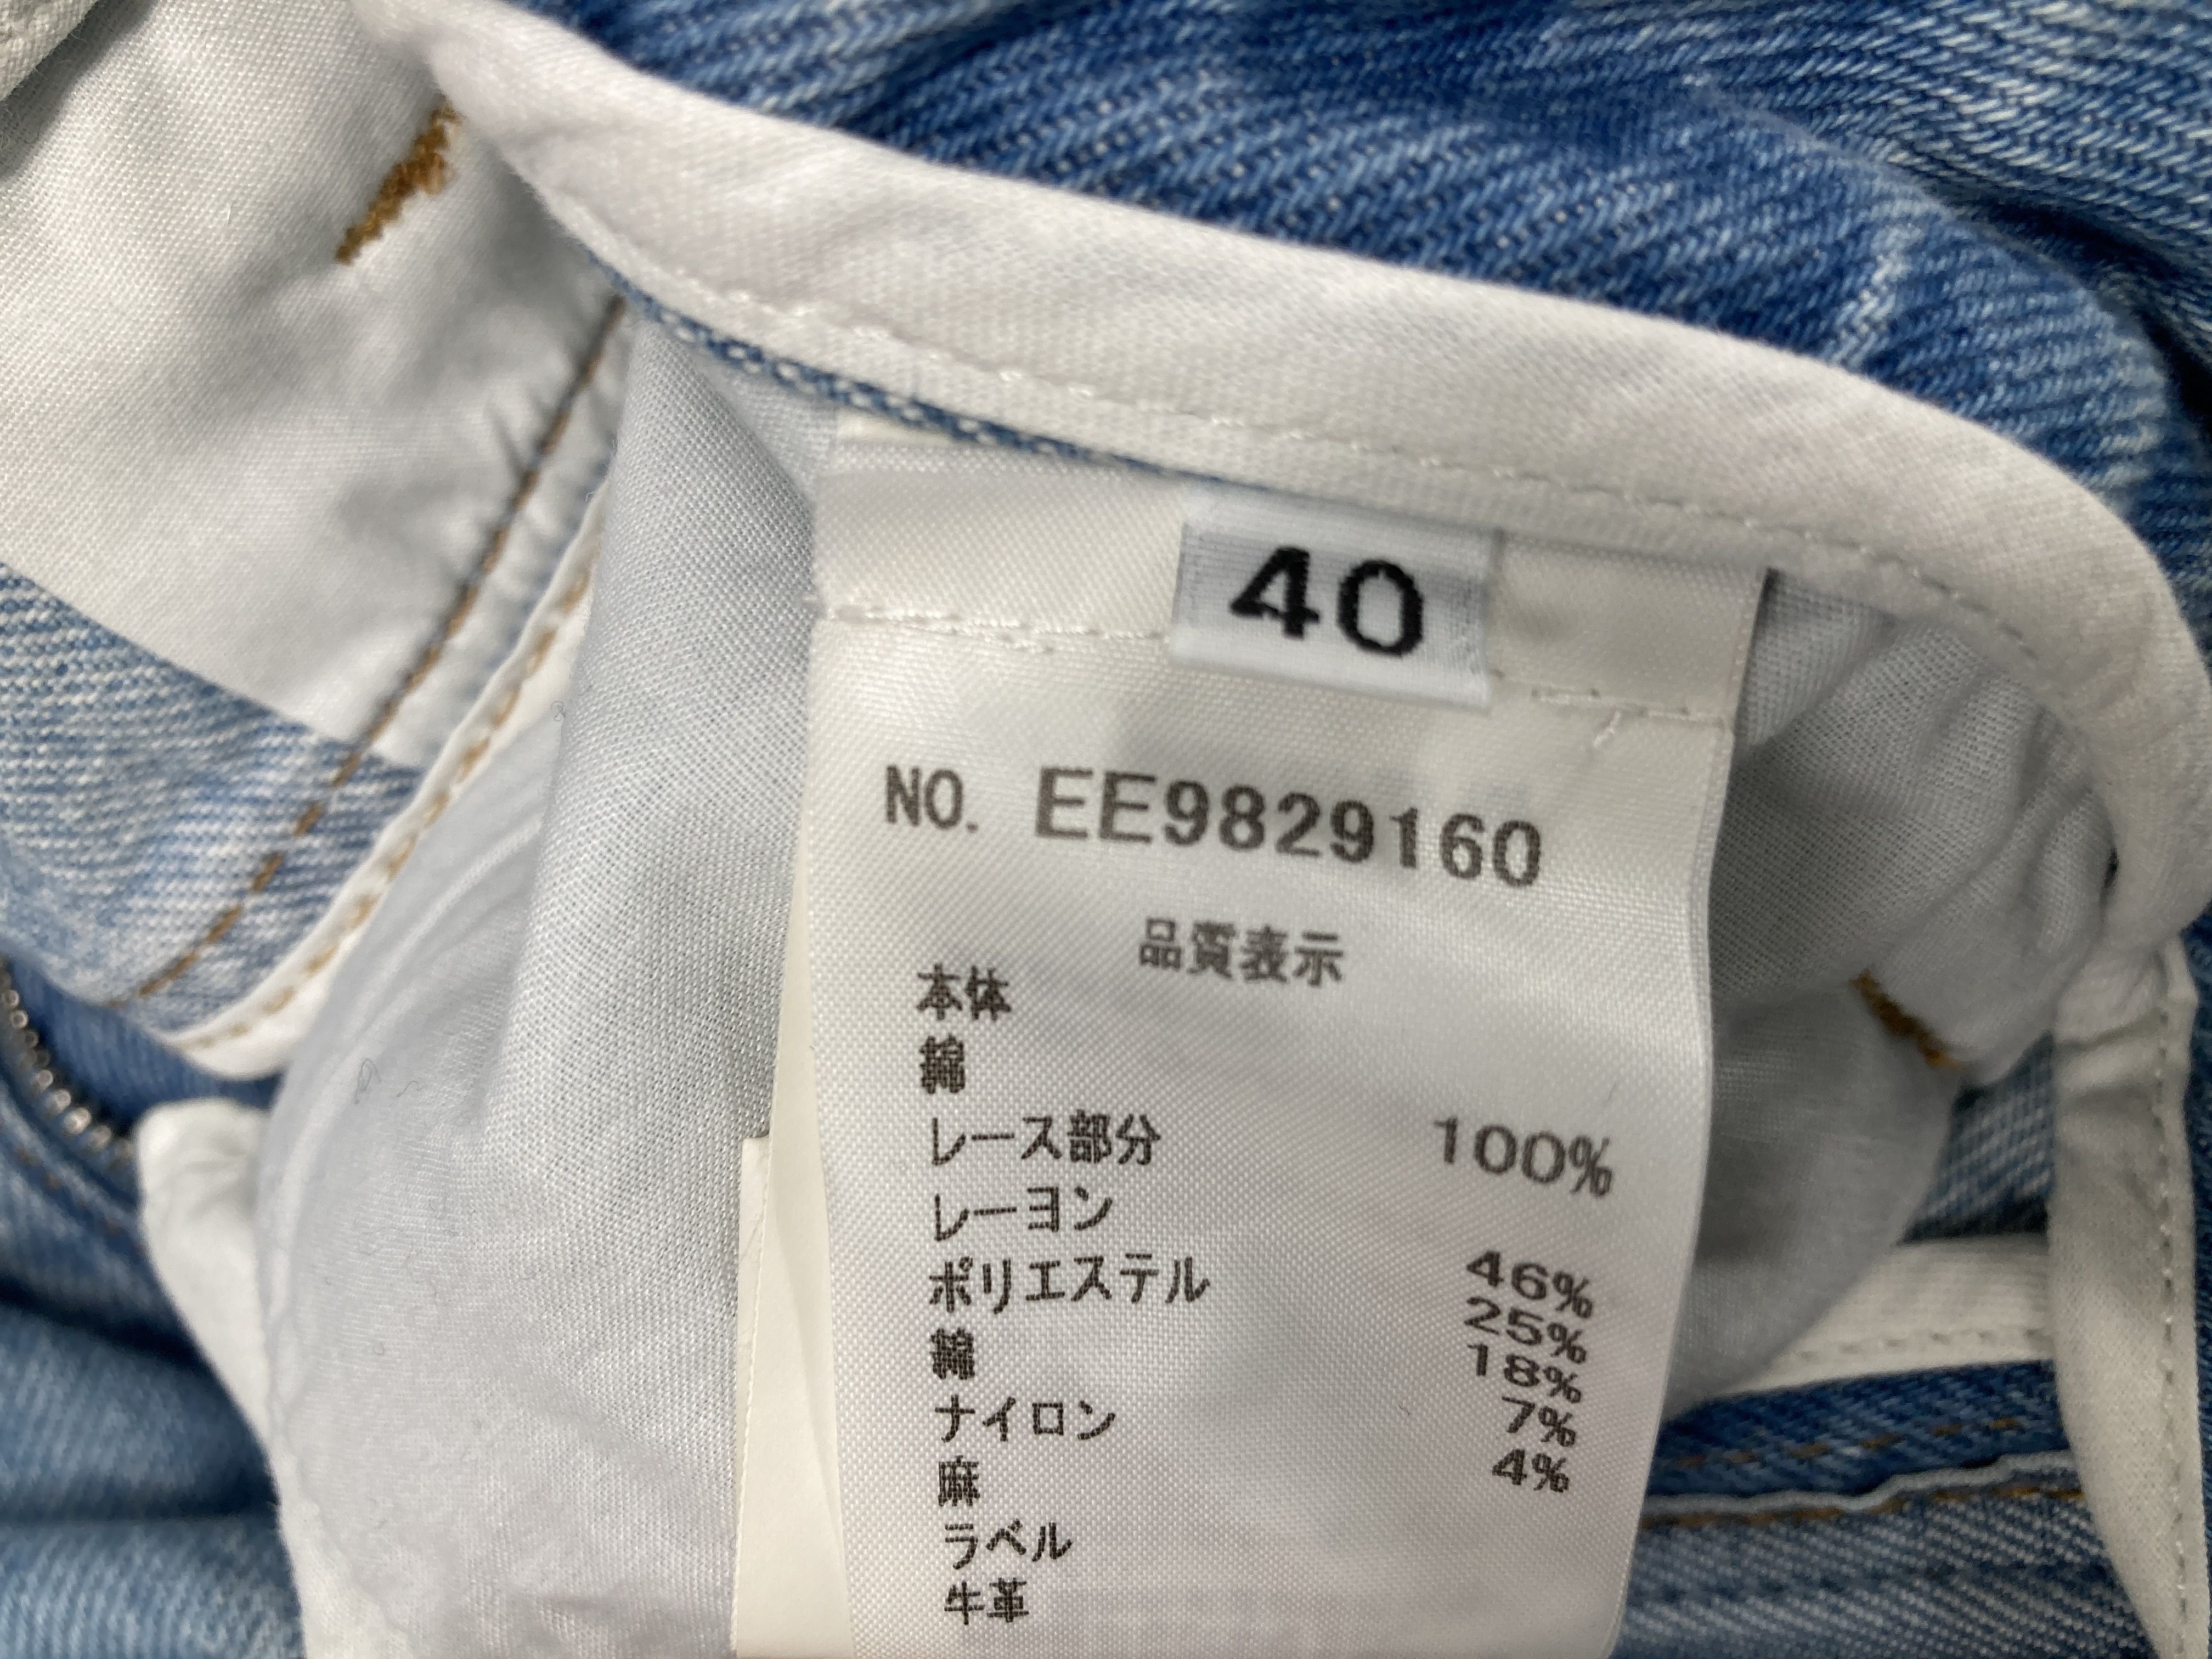 40
NO. EE9829160
品質表示
本体
綿 100%
レース部分
レーヨン 46%
ポリエステル 25%
綿 18%
ナイロン 7%
麻 4%
ラベル
牛革